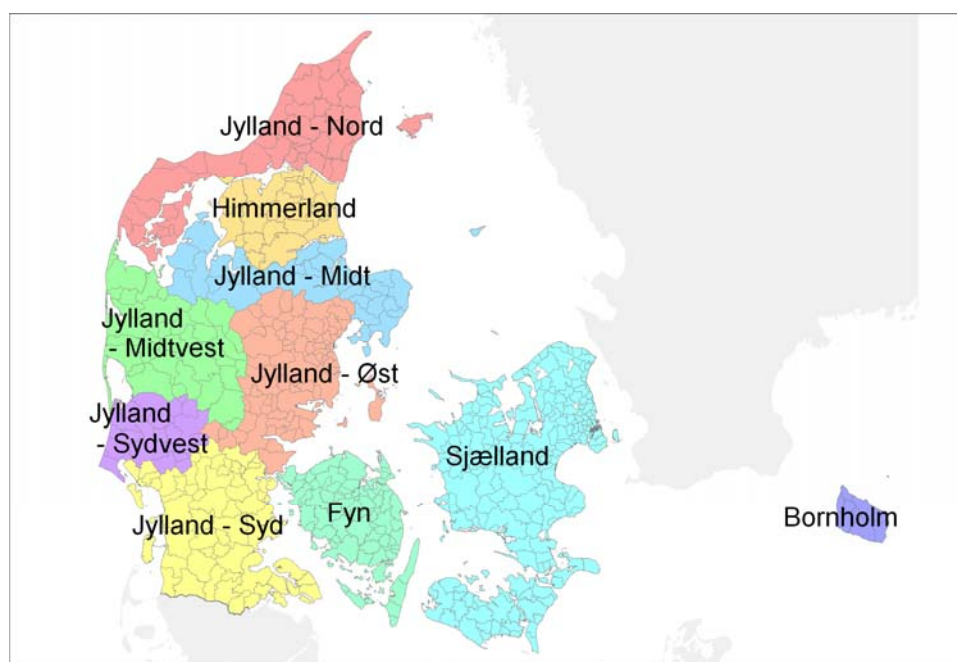 Jylland - Nord
Himmerland
Jylland - Midt
Jylland
- Midtvest
Jylland - Øst
Jylland
- Sydvest
Sjælland
Fyn
Bornholm
Jylland - Syd